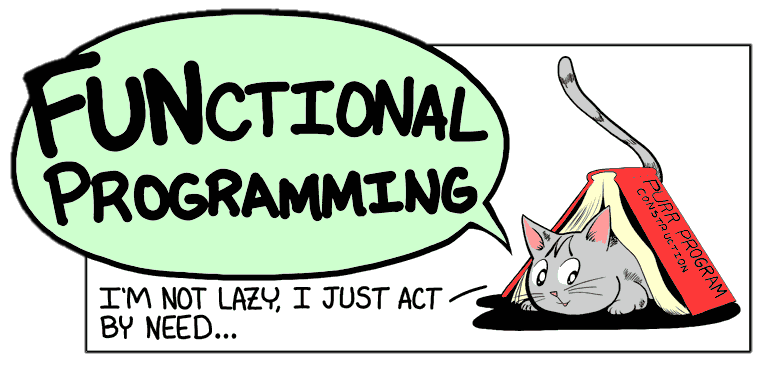 FUNCTIONAL
PROGRAMMING
I'M NOT LAZY, I JUST ACT
BY NEED...
PURR PROGRAM
CONSTRUCTION